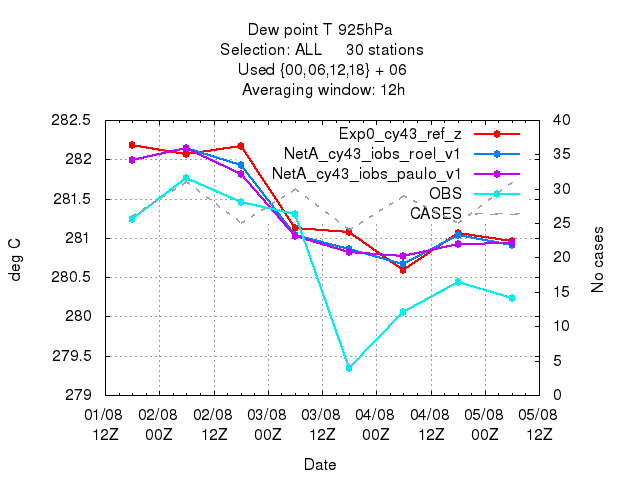 Dew point T 925hPa
Selection: ALL 30 stations
Used {00,06,12,18} + 06
Averaging window: 12h
282.5
282
281.5
281
280.5
280
279.5
279
deg C
40
35
30
25
20
15
10
5
0
No cases
Exp0_cy43_ref_z
NetA_cy43_iobs_roel_v1
NetA_cy43_iobs_paulo_v1
OBS
CASES
01/08 02/08 02/08 03/08 03/08 04/08 04/08 05/08 05/08
12Z 00Z 12Z 00Z 12Z 00Z 12Z 00Z 12Z
Date